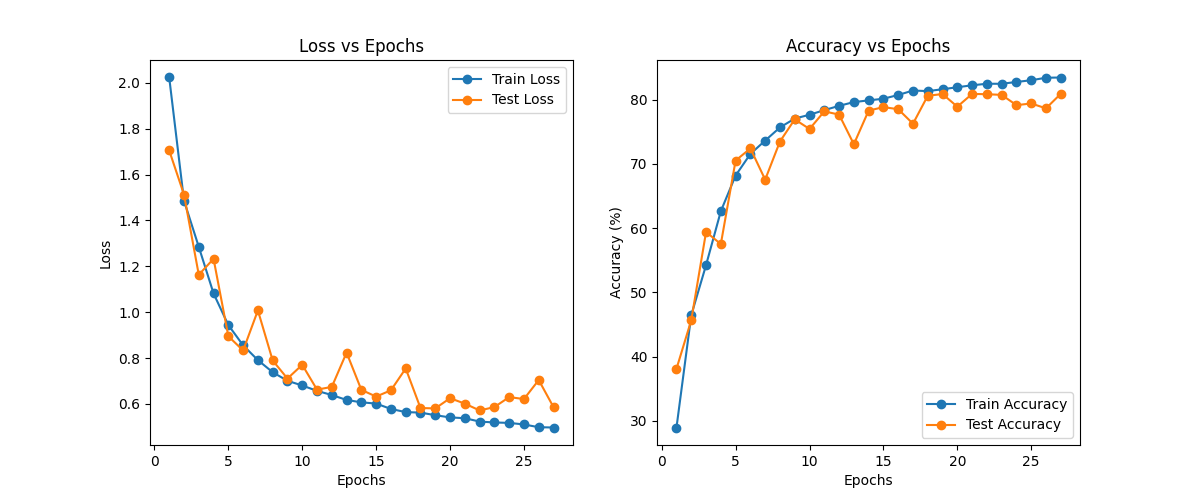 Loss vs Epochs
Train Loss
Test Loss
2.0
1.8
1.6
1.4
1.2
1.0
0.8
0.6
Loss
0 5 10 15 20 25
Epochs
Accuracy vs Epochs
80
70
60
50
40
30
Accuracy (%)
Train Accuracy
Test Accuracy
0 5 10 15 20 25
Epochs